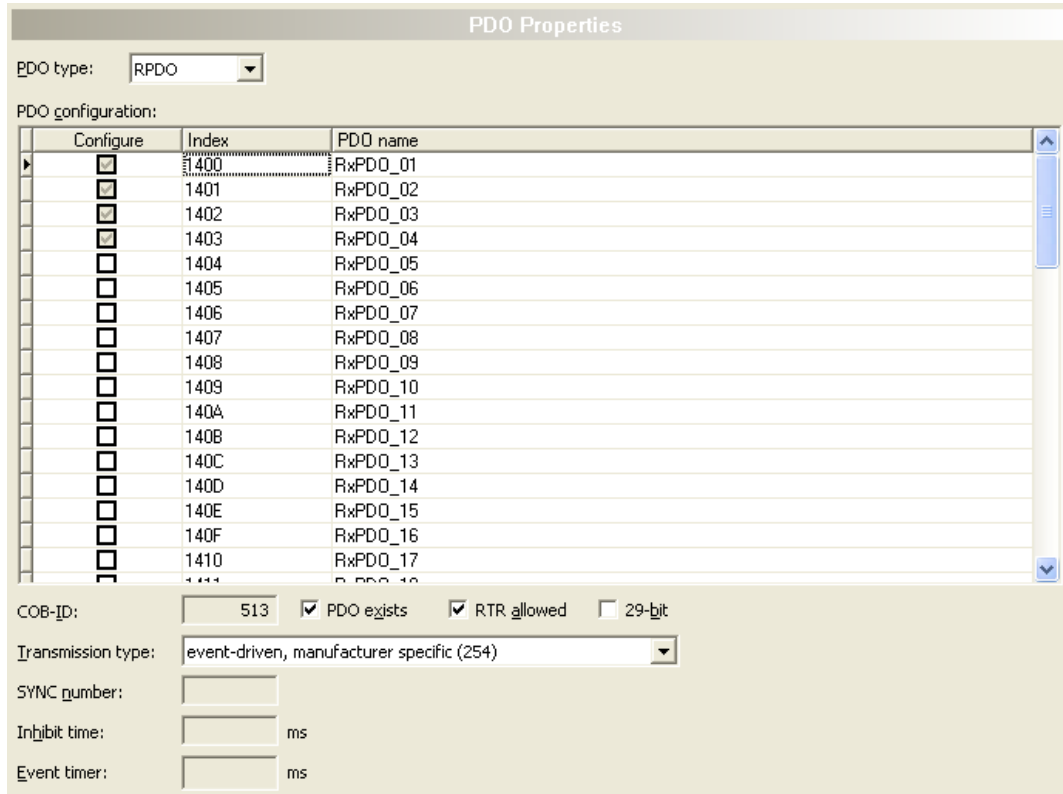 PDO Properties
PDO type: RPDO
PDO configuration:
Configure Index PDO name
1400 RxPDO_01
1401 RxPDO_02
1402 RxPDO_03
1403 RxPDO_04
1404 RxPDO_05
1405 RxPDO_06
1406 RxPDO_07
1407 RxPDO_08
1408 RxPDO_09
1409 RxPDO_10
140A RxPDO_11
140B RxPDO_12
140C RxPDO_13
140D RxPDO_14
140E RxPDO_15
140F RxPDO_16
1410 RxPDO_17
COB-ID: 513 PDO exists RTR allowed 29-bit
Transmission type: event-driven, manufacturer specific (254)
SYNC number:
Inhibit time: ms
Event timer: ms